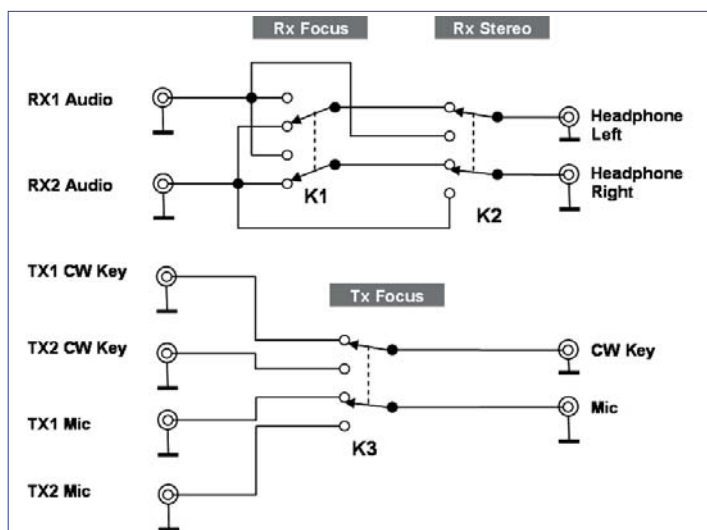 Rx Focus
Rx Stereo
RX1 Audio
Headphone
Left
RX2 Audio
Headphone
Right
K1
K2
TX1 CW Key
Tx Focus
TX2 CW Key
CW Key
TX1 Mic
Mic
K3
TX2 Mic